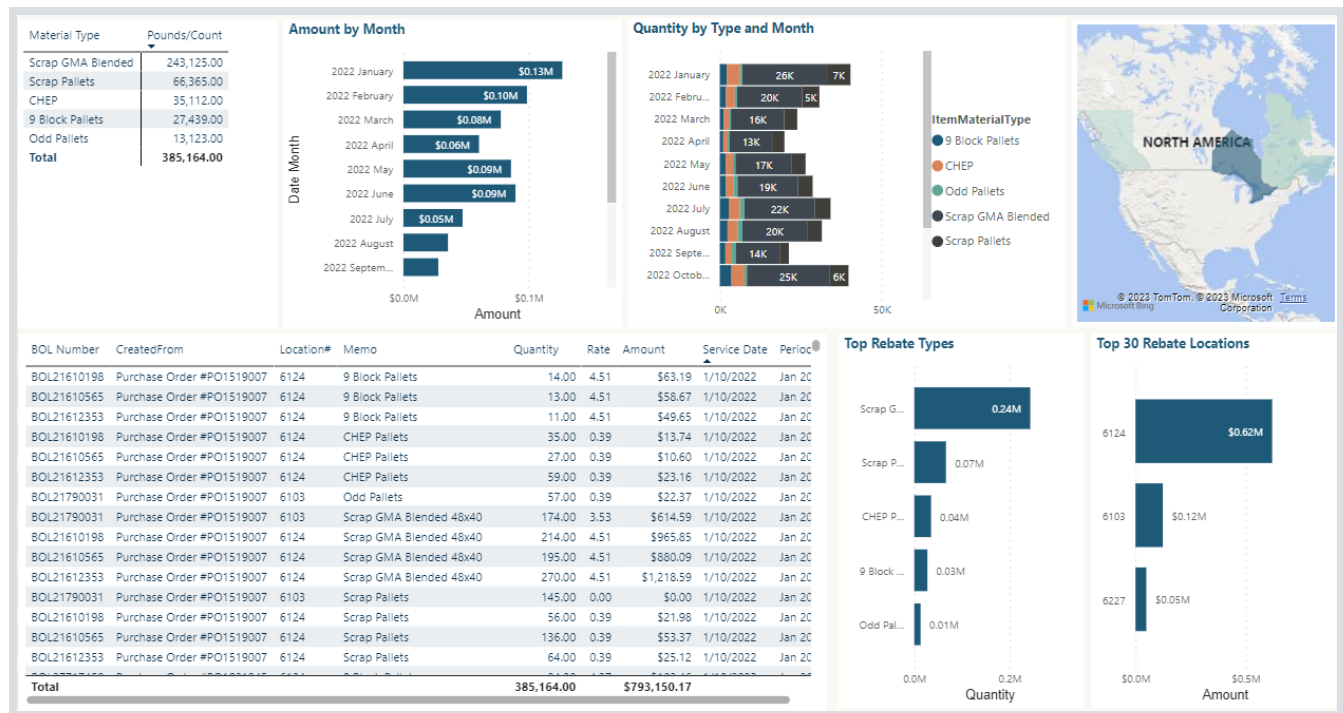 Material Type Pounds/Count
Scrap GMA Blended 243,125.00
Scrap Pallets 66,365.00
CHEP 35,112.00
9 Block Pallets 27,439.00
Odd Pallets 13,123.00
Total 385,164.00
Amount by Month
Date Month
2022 January $0.13M
2022 February $0.10M
2022 March $0.08M
2022 April $0.06M
2022 May $0.09M
2022 June $0.09M
2022 July $0.05M
2022 August
2022 Septem...
$0.0M $0.1M
Amount
Quantity by Type and Month
2022 January 26K 7K
2022 Febru... 20K 5K
2022 March 16K
2022 April 13K
2022 May 17K
2022 June 19K
2022 July 22K
2022 August 20K
2022 Septe... 14K
2022 Octob... 25K 6K
0K 50K
ItemMaterialType
9 Block Pallets
CHEP
Odd Pallets
Scrap GMA Blended
Scrap Pallets
NORTH AMERICA
© 2023 TomTom, © 2023 Microsoft Corporation Terms
Microsoft Bing
BOL Number CreatedFrom Location# Memo Quantity Rate Amount Service Date Period
BOL21610198 Purchase Order #PO1519007 6124 9 Block Pallets 14.00 4.51 $63.19 1/10/2022 Jan 20
BOL21610565 Purchase Order #PO1519007 6124 9 Block Pallets 13.00 4.51 $58.67 1/10/2022 Jan 20
BOL21612353 Purchase Order #PO1519007 6124 9 Block Pallets 11.00 4.51 $49.65 1/10/2022 Jan 20
BOL21610198 Purchase Order #PO1519007 6124 CHEP Pallets 35.00 0.39 $13.74 1/10/2022 Jan 20
BOL21610565 Purchase Order #PO1519007 6124 CHEP Pallets 27.00 0.39 $10.60 1/10/2022 Jan 20
BOL21612353 Purchase Order #PO1519007 6124 CHEP Pallets 59.00 0.39 $23.16 1/10/2022 Jan 20
BOL21790031 Purchase Order #PO1519007 6103 Odd Pallets 57.00 0.39 $22.37 1/10/2022 Jan 20
BOL21790031 Purchase Order #PO1519007 6103 Scrap GMA Blended 48x40 174.00 3.53 $614.59 1/10/2022 Jan 20
BOL21610198 Purchase Order #PO1519007 6124 Scrap GMA Blended 48x40 214.00 4.51 $965.85 1/10/2022 Jan 20
BOL21610565 Purchase Order #PO1519007 6124 Scrap GMA Blended 48x40 195.00 4.51 $880.09 1/10/2022 Jan 20
BOL21612353 Purchase Order #PO1519007 6124 Scrap GMA Blended 48x40 270.00 4.51 $1,218.59 1/10/2022 Jan 20
BOL21790031 Purchase Order #PO1519007 6103 Scrap Pallets 145.00 0.00 $0.00 1/10/2022 Jan 20
BOL21610198 Purchase Order #PO1519007 6124 Scrap Pallets 56.00 0.39 $21.98 1/10/2022 Jan 20
BOL21610565 Purchase Order #PO1519007 6124 Scrap Pallets 136.00 0.39 $53.37 1/10/2022 Jan 20
BOL21612353 Purchase Order #PO1519007 6124 Scrap Pallets 64.00 0.39 $25.12 1/10/2022 Jan 20
Total 385,164.00 $793,150.17
Top Rebate Types
Scrap G... 0.24M
Scrap P... 0.07M
CHEP P... 0.04M
9 Block ... 0.03M
Odd Pal... 0.01M
0.0M 0.2M
Quantity
Top 30 Rebate Locations
6124 $0.62M
6103 $0.12M
6227 $0.05M
$0.0M $0.5M
Amount